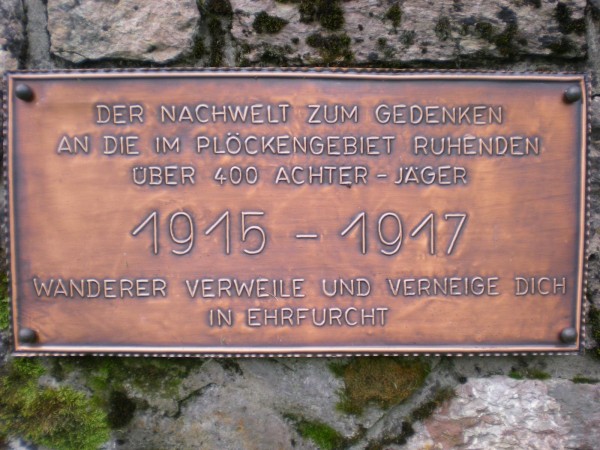 DER NACHWELT ZUM GEDENKEN
AN DIE IM PLÖCKENGEBIET RUHENDEN
ÜBER 400 ACHTER-JÄGER
1915 - 1917
WANDERER VERWEILE UND VERNEIGE DICH
IN EHRFURCHT